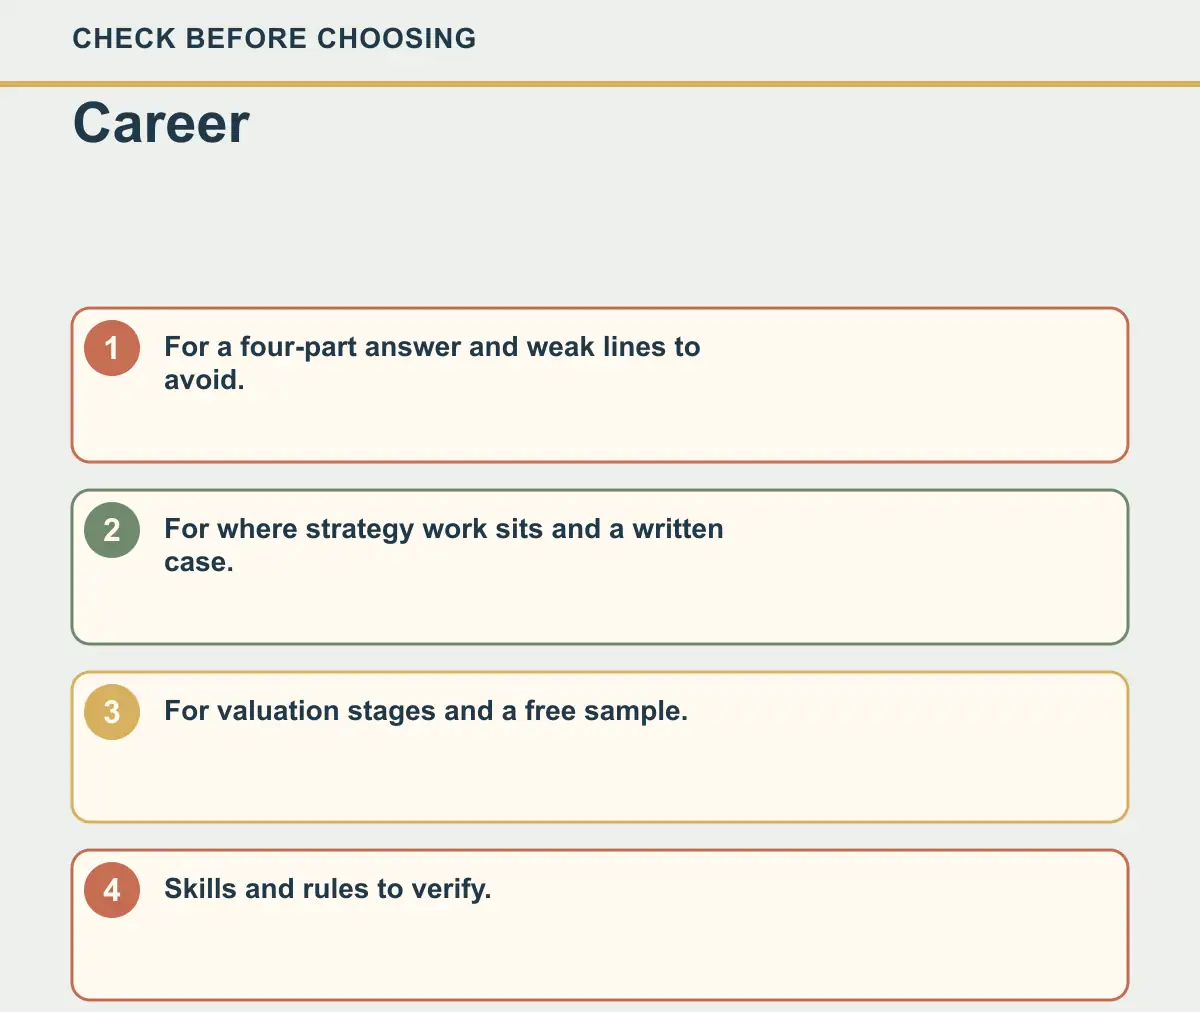 CHECK BEFORE CHOOSING
Career
1
For a four-part answer and weak lines to
avoid.
2
For where strategy work sits and a written
case.
3
For valuation stages and a free sample.
4
Skills and rules to verify.